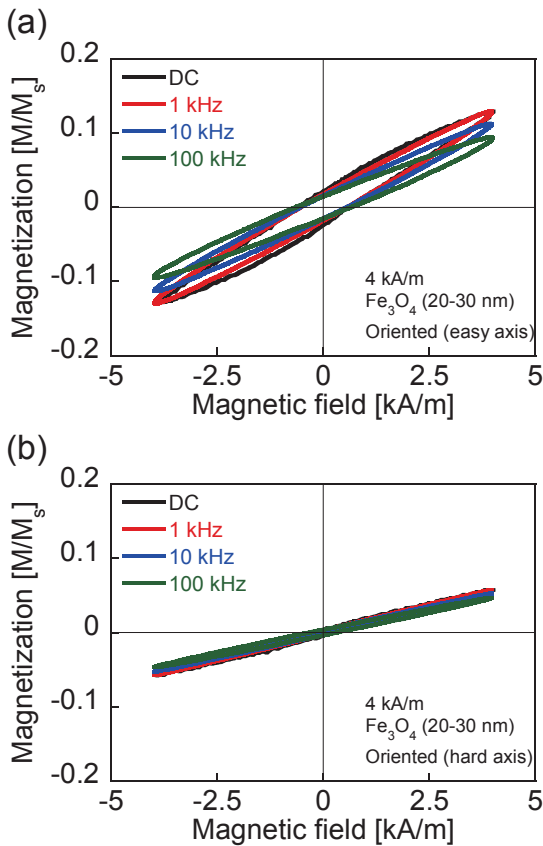 (a)
0.2
0.1
0
-0.1
-0.2
Magnetization [M/Mₛ]
DC
1 kHz
10 kHz
100 kHz
4 kA/m
Fe₃O₄ (20-30 nm)
Oriented (easy axis)
-5 -2.5 0 2.5 5
Magnetic field [kA/m]
(b)
0.2
0.1
0
-0.1
-0.2
Magnetization [M/Mₛ]
DC
1 kHz
10 kHz
100 kHz
4 kA/m
Fe₃O₄ (20-30 nm)
Oriented (hard axis)
-5 -2.5 0 2.5 5
Magnetic field [kA/m]